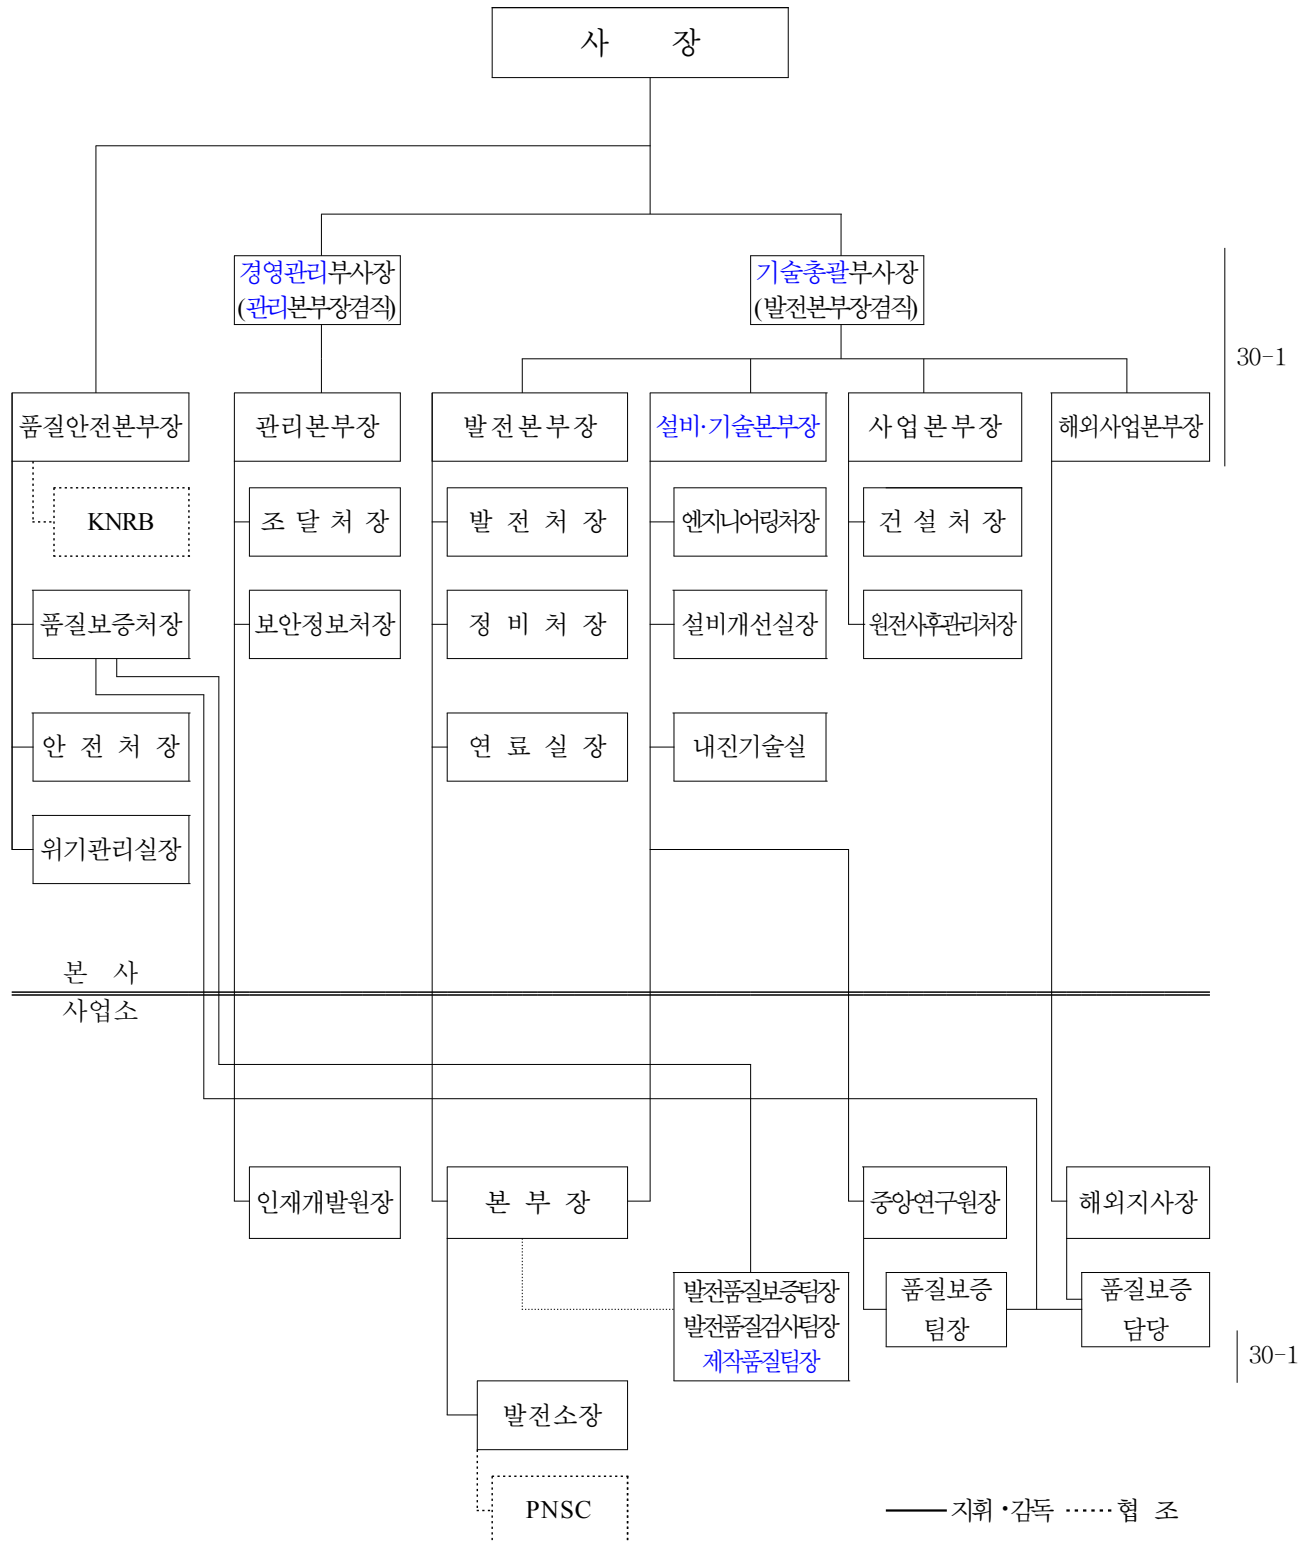 사 장
경영관리부사장
(관리본부장겸직)
기술총괄부사장
(발전본부장겸직)
30-1
품질안전본부장
관리본부장
발전본부장
설비·기술본부장
사업본부장
해외사업본부장
KNRB
조 달 처 장
발 전 처 장
엔지니어링처장
건 설 처 장
품질보증처장
보안정보처장
정 비 처 장
설비개선실장
원전사후관리처장
안 전 처 장
연 료 실 장
내진기술실
위기관리실장
본 사
사업소
인재개발원장
본 부 장
중앙연구원장
해외지사장
발전품질보증팀장
발전품질검사팀장
제작품질팀장
품질보증
팀장
품질보증
담당
30-1
발전소장
PNSC
지휘·감독
협 조